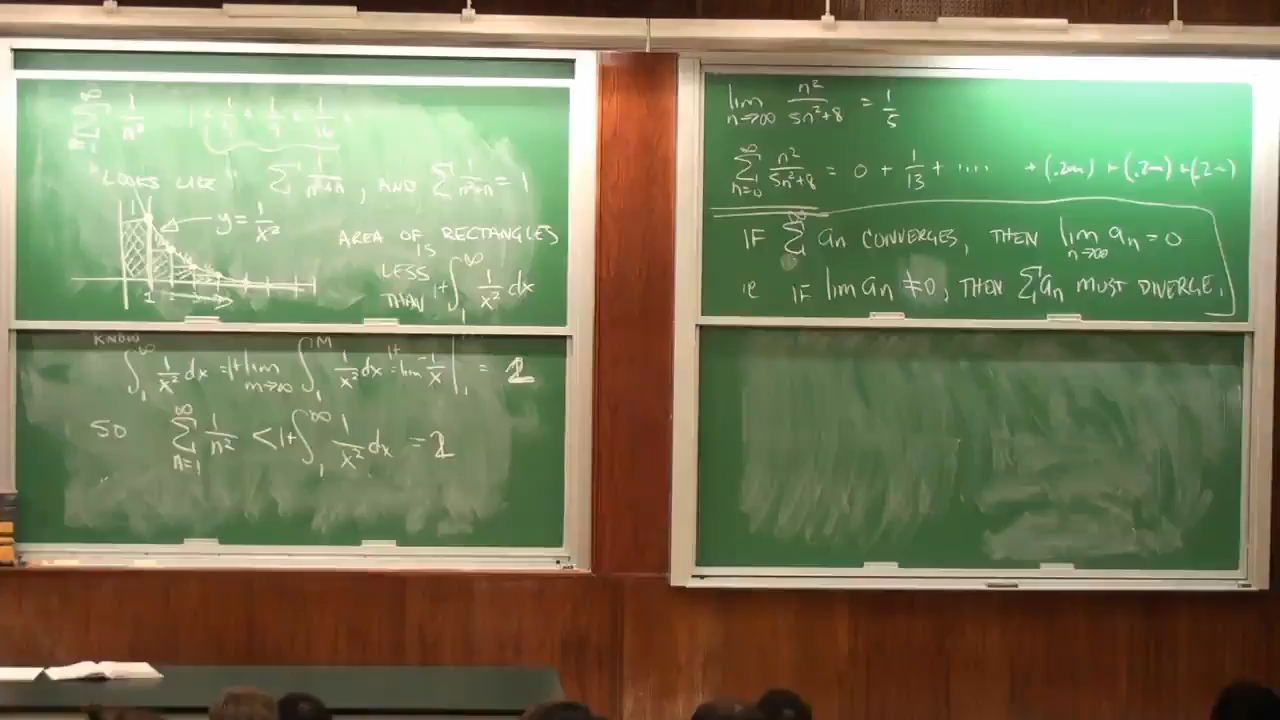 ∞ Σ n=1 1/n² 1 + 1/4 + 1/9 + 1/16 +
"LOOKS LIKE" Σ 1/(n²+n), AND Σ 1/(n²+n) = 1
y = 1/x²
AREA OF RECTANGLES
IS
LESS
THAN 1+∫₁^∞ 1/x² dx
1
KNOW
∫₁^∞ 1/x² dx = 1+lim m→∞ ∫₁^M 1/x² dx = 1+lim -1/x |₁ = 2
SO ∞ Σ n=1 1/n² < 1+∫₁^∞ 1/x² dx = 2
lim n→∞ n²/(5n²+8) = 1/5
∞ Σ n=0 n²/(5n²+8) = 0 + 1/13 + .... + (.2~) + (.2~) + (.2~)
IF ∞ Σ an CONVERGES, THEN lim n→∞ an = 0
ie IF lim an ≠ 0, THEN Σ an MUST DIVERGE.